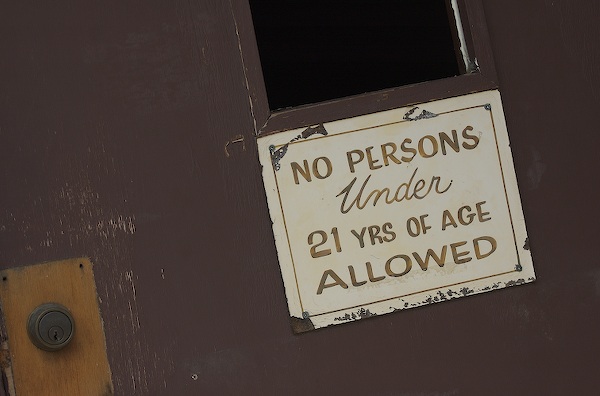 NO PERSONS
Under
21 YRS OF AGE
ALLOWED